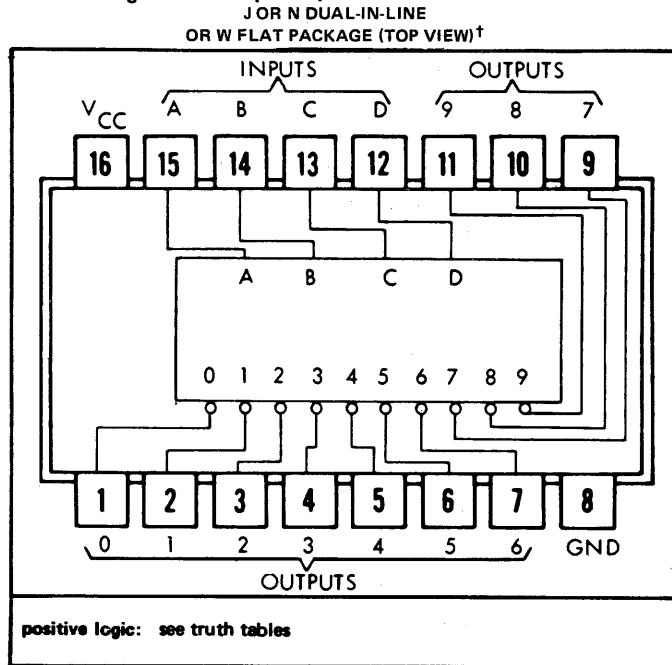 J OR N DUAL-IN-LINE
OR W FLAT PACKAGE (TOP VIEW)†
INPUTS OUTPUTS
VCC A B C D 9 8 7
16 15 14 13 12 11 10 9
A B C D
0 1 2 3 4 5 6 7 8 9
1 2 3 4 5 6 7 8
0 1 2 3 4 5 6 GND
OUTPUTS
positive logic: see truth tables